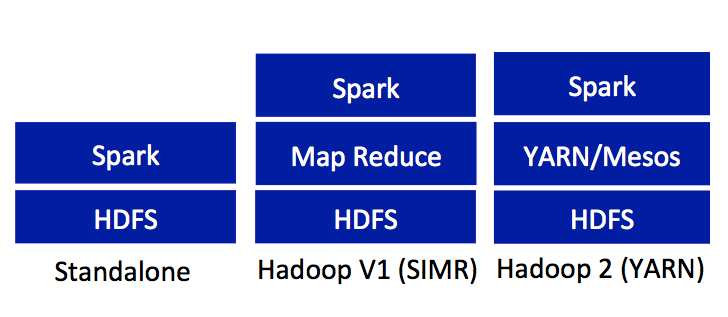 Spark
HDFS
Standalone
Spark
Map Reduce
HDFS
Hadoop V1 (SIMR)
Spark
YARN/Mesos
HDFS
Hadoop 2 (YARN)